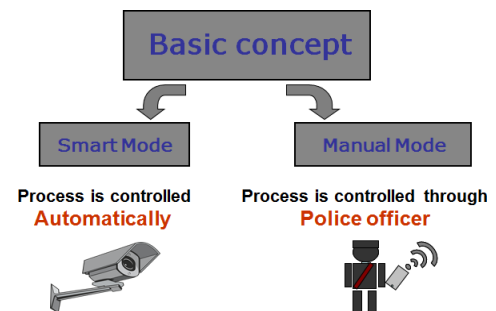 Basic concept
Smart Mode
Manual Mode
Process is controlled
Automatically
Process is controlled through
Police officer